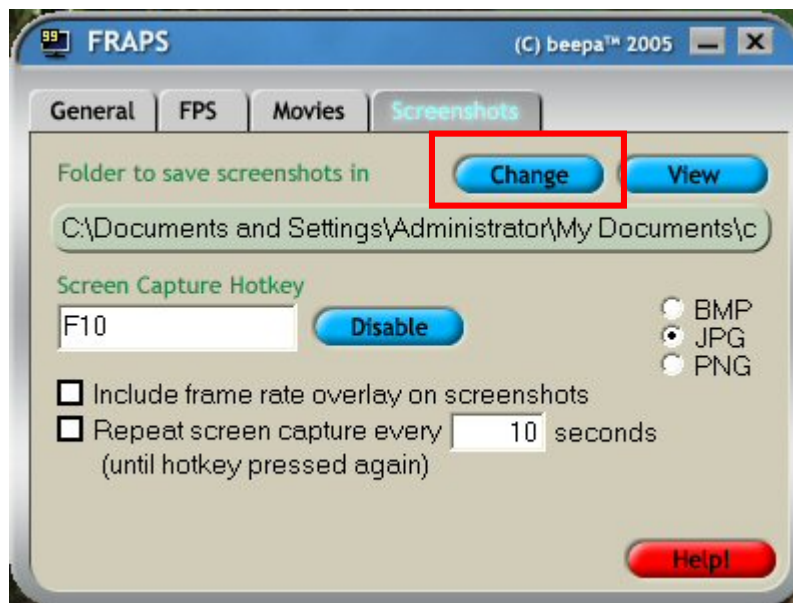 99 FRAPS (C) beepa™ 2005
General FPS Movies Screenshots
Folder to save screenshots in Change View
C:\Documents and Settings\Administrator\My Documents\c
Screen Capture Hotkey
F10 Disable
BMP
JPG
PNG
Include frame rate overlay on screenshots
Repeat screen capture every 10 seconds
(until hotkey pressed again)
Help!